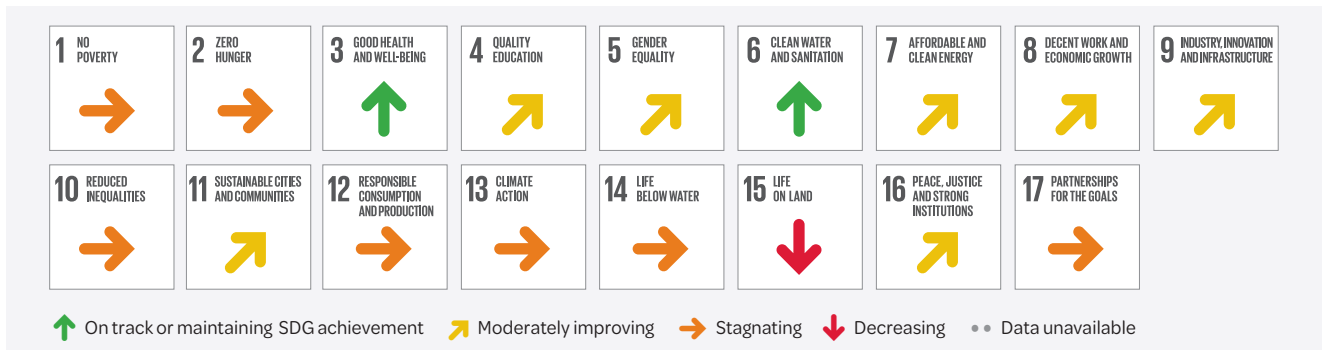 1 NO
POVERTY
2 ZERO
HUNGER
3 GOOD HEALTH
AND WELL-BEING
4 QUALITY
EDUCATION
5 GENDER
EQUALITY
6 CLEAN WATER
AND SANITATION
7 AFFORDABLE AND
CLEAN ENERGY
8 DECENT WORK AND
ECONOMIC GROWTH
9 INDUSTRY, INNOVATION
AND INFRASTRUCTURE
10 REDUCED
INEQUALITIES
11 SUSTAINABLE CITIES
AND COMMUNITIES
12 RESPONSIBLE
CONSUMPTION
AND PRODUCTION
13 CLIMATE
ACTION
14 LIFE
BELOW WATER
15 LIFE
ON LAND
16 PEACE, JUSTICE
AND STRONG
INSTITUTIONS
17 PARTNERSHIPS
FOR THE GOALS
On track or maintaining SDG achievement
Moderately improving
Stagnating
Decreasing
Data unavailable